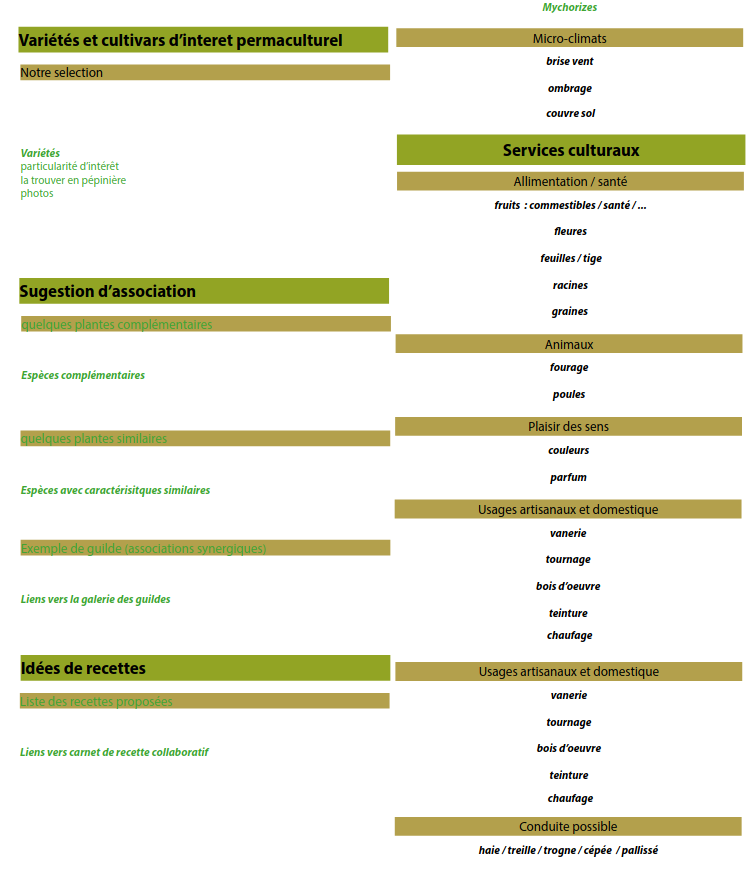 Variétés et cultivars d'interet permaculturel
Notre selection
Variétés
particularité d'intérêt
la trouver en pépinière
photos
Sugestion d'association
quelques plantes complémentaires
Espèces complémentaires
quelques plantes similaires
Espèces avec caractérisitques similaires
Exemple de guilde (associations synergiques)
Liens vers la galerie des guildes
Idées de recettes
Liste des recettes proposées
Liens vers carnet de recette collaboratif
Mychorizes
Micro-climats
brise vent
ombrage
couvre sol
Services culturaux
Allimentation / santé
fruits : commestibles / santé / ...
fleures
feuilles / tige
racines
graines
Animaux
fourage
poules
Plaisir des sens
couleurs
parfum
Usages artisanaux et domestique
vanerie
tournage
bois d'oeuvre
teinture
chaufage
Usages artisanaux et domestique
vanerie
tournage
bois d'oeuvre
teinture
chaufage
Conduite possible
haie / treille / trogne / cépée / pallissé